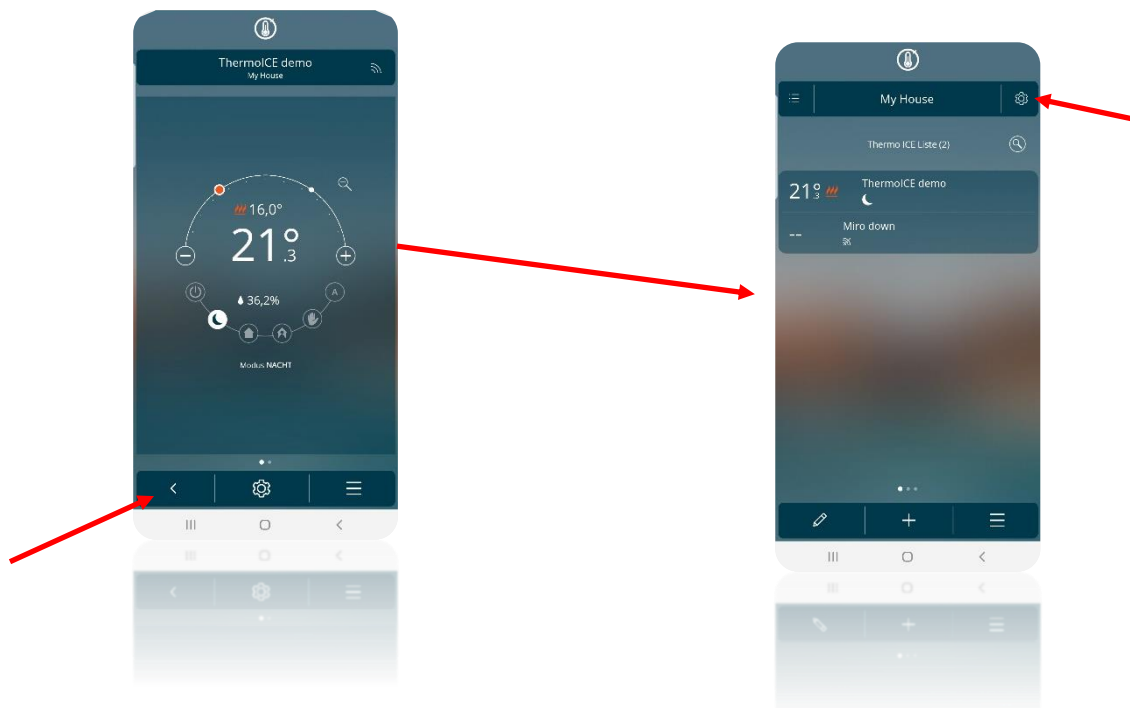 ThermoICE demo
My House
16,0°
21°.3
36,2%
A
Modus NACHT
My House
Thermo ICE Liste (2)
21°.3
ThermoICE demo
--
Miro down